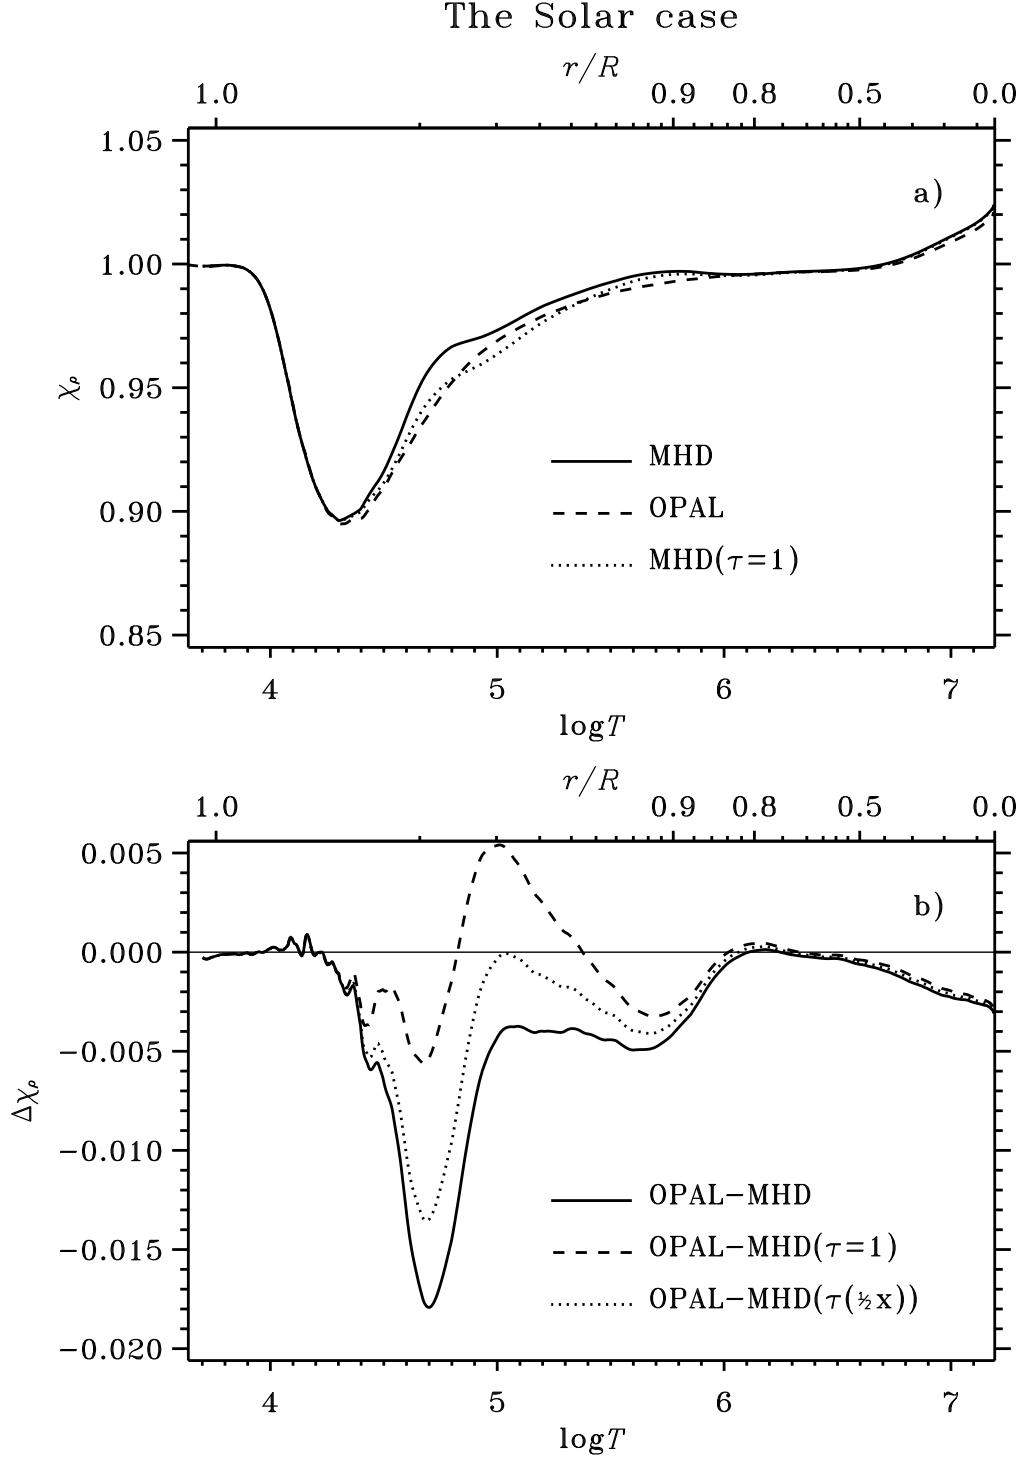 The Solar case
r/R
1.0 0.9 0.8 0.5 0.0
1.05
a)
1.00
χρ
0.95
MHD
0.90
OPAL
MHD(τ=1)
0.85
4 5 6 7
logT
r/R
1.0 0.9 0.8 0.5 0.0
0.005
b)
0.000
−0.005
Δχρ
−0.010
OPAL−MHD
−0.015
OPAL−MHD(τ=1)
OPAL−MHD(τ(½x))
−0.020
4 5 6 7
logT